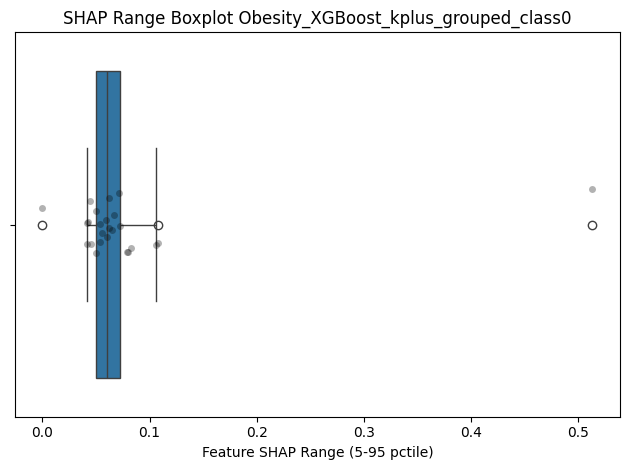 SHAP Range Boxplot Obesity_XGBoost_kplus_grouped_class0
0.0 0.1 0.2 0.3 0.4 0.5
Feature SHAP Range (5-95 pctile)